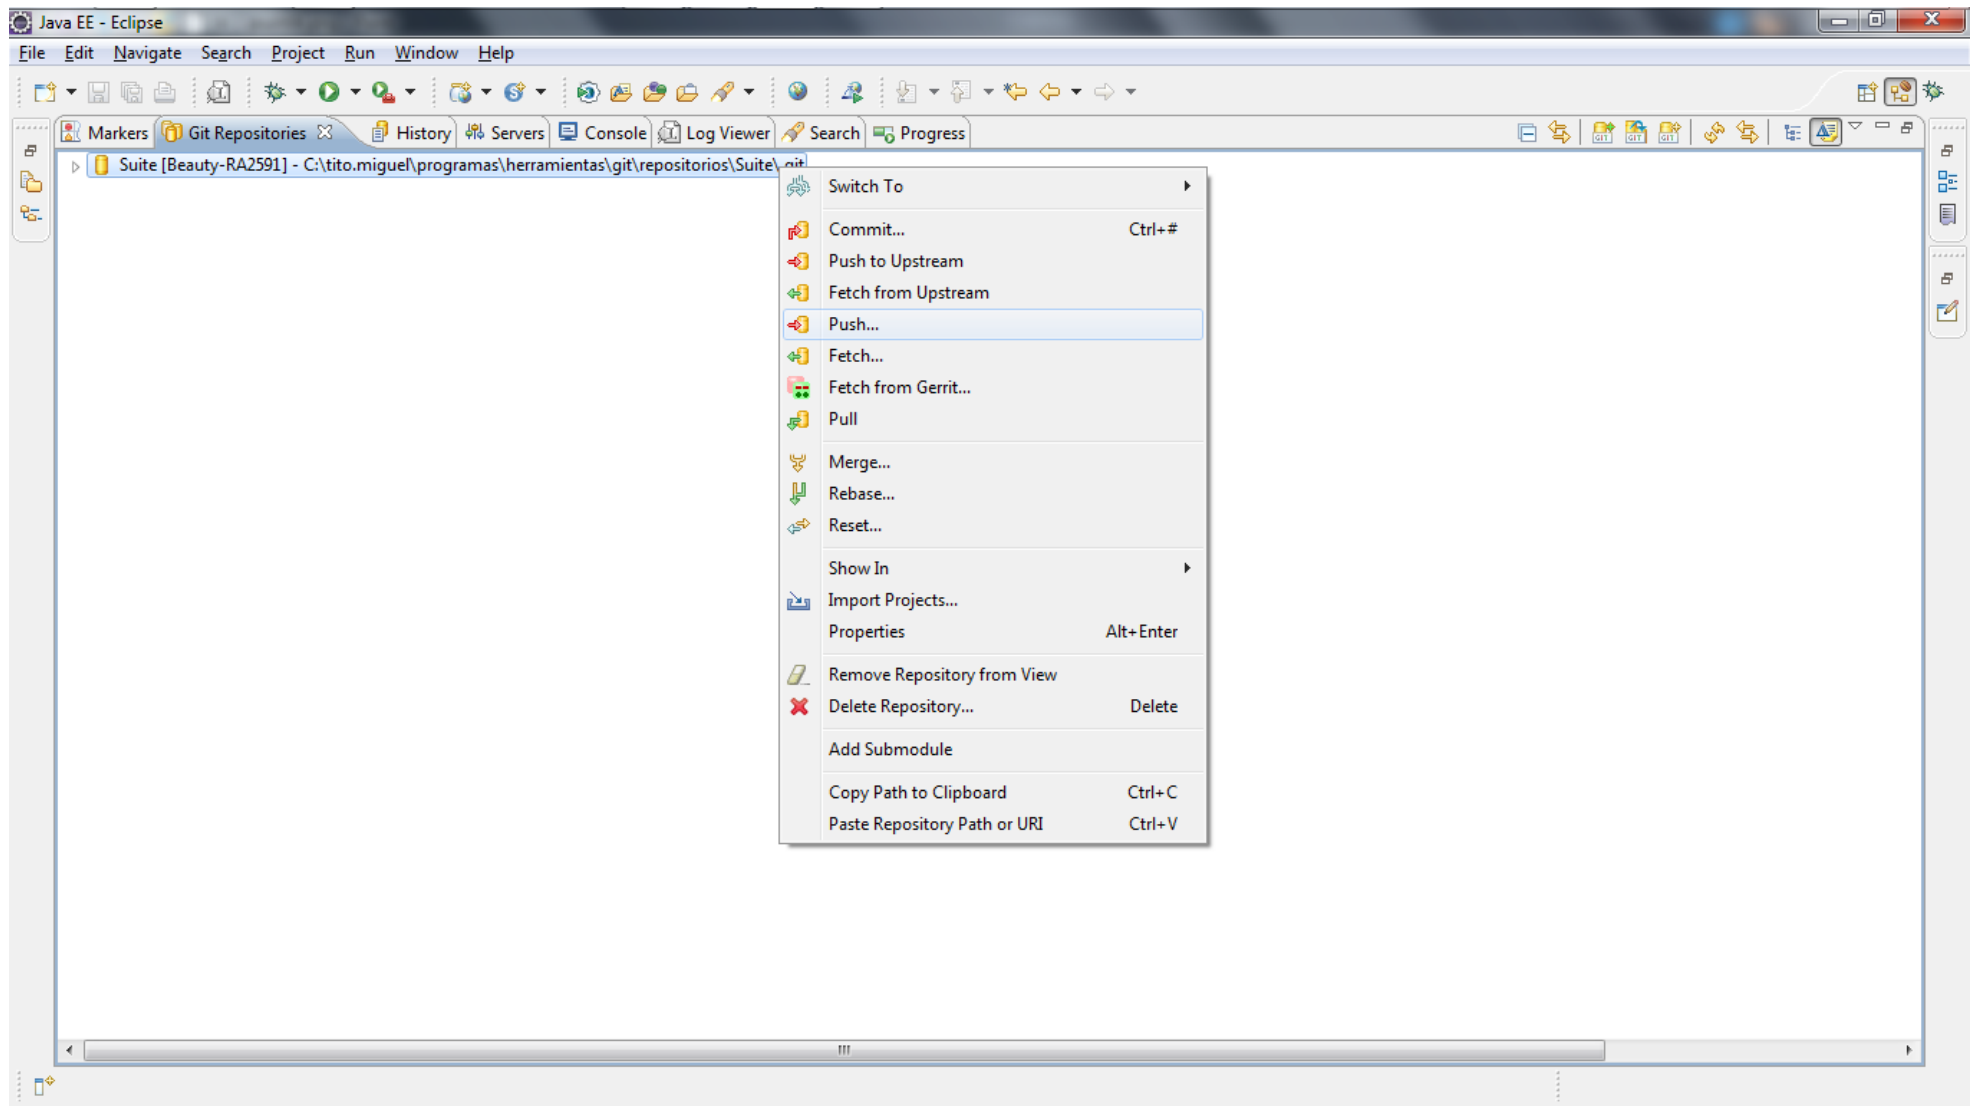 Java EE - Eclipse
File Edit Navigate Search Project Run Window Help
Markers Git Repositories History Servers Console Log Viewer Search Progress
Suite [Beauty-RA2591] - C:\tito.miguel\programas\herramientas\git\repositorios\Suite\.git
Switch To
Commit... Ctrl+#
Push to Upstream
Fetch from Upstream
Push...
Fetch...
Fetch from Gerrit...
Pull
Merge...
Rebase...
Reset...
Show In
Import Projects...
Properties Alt+Enter
Remove Repository from View
Delete Repository... Delete
Add Submodule
Copy Path to Clipboard Ctrl+C
Paste Repository Path or URI Ctrl+V